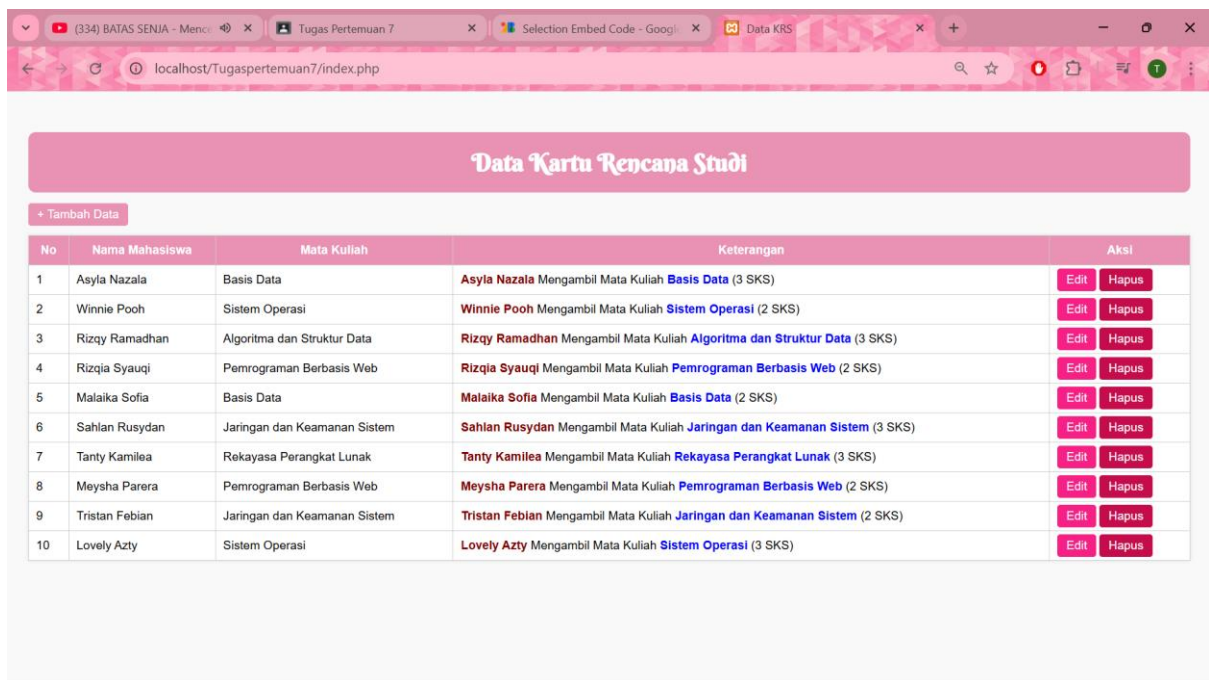 (334) BATAS SENJA - Mence
Tugas Pertemuan 7
Selection Embed Code - Googl
Data KRS
localhost/Tugaspertemuan7/index.php
T
Data Kartu Rencana Studi
+ Tambah Data
No Nama Mahasiswa Mata Kuliah Keterangan Aksi
1 Asyla Nazala Basis Data Asyla Nazala Mengambil Mata Kuliah Basis Data (3 SKS) Edit Hapus
2 Winnie Pooh Sistem Operasi Winnie Pooh Mengambil Mata Kuliah Sistem Operasi (2 SKS) Edit Hapus
3 Rizqy Ramadhan Algoritma dan Struktur Data Rizqy Ramadhan Mengambil Mata Kuliah Algoritma dan Struktur Data (3 SKS) Edit Hapus
4 Rizqia Syauqi Pemrograman Berbasis Web Rizqia Syauqi Mengambil Mata Kuliah Pemrograman Berbasis Web (2 SKS) Edit Hapus
5 Malaika Sofia Basis Data Malaika Sofia Mengambil Mata Kuliah Basis Data (2 SKS) Edit Hapus
6 Sahlan Rusydan Jaringan dan Keamanan Sistem Sahlan Rusydan Mengambil Mata Kuliah Jaringan dan Keamanan Sistem (3 SKS) Edit Hapus
7 Tanty Kamilea Rekayasa Perangkat Lunak Tanty Kamilea Mengambil Mata Kuliah Rekayasa Perangkat Lunak (3 SKS) Edit Hapus
8 Meysha Parera Pemrograman Berbasis Web Meysha Parera Mengambil Mata Kuliah Pemrograman Berbasis Web (2 SKS) Edit Hapus
9 Tristan Febian Jaringan dan Keamanan Sistem Tristan Febian Mengambil Mata Kuliah Jaringan dan Keamanan Sistem (2 SKS) Edit Hapus
10 Lovely Azty Sistem Operasi Lovely Azty Mengambil Mata Kuliah Sistem Operasi (3 SKS) Edit Hapus